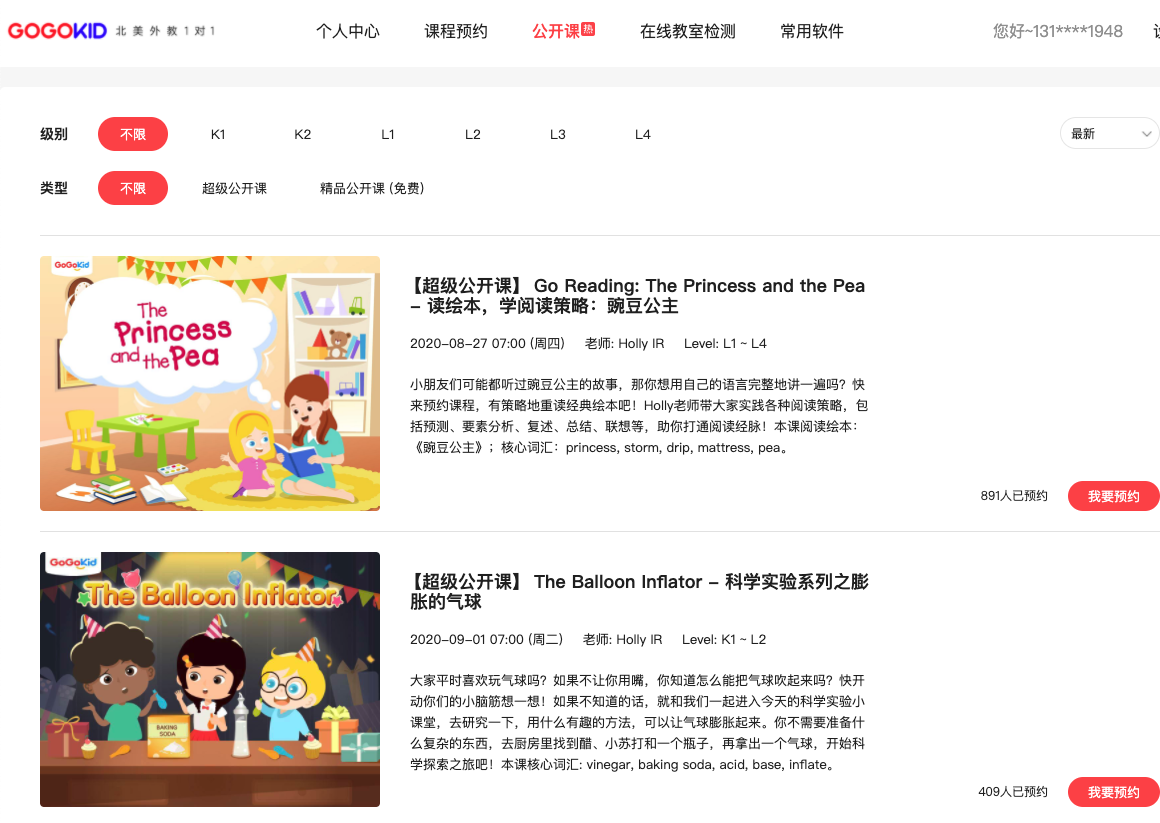 GOGOKID 北美外教1对1
个人中心 课程预约 公开课 热 在线教室检测 常用软件 您好~131****1948
级别 不限 K1 K2 L1 L2 L3 L4 最新
类型 不限 超级公开课 精品公开课 (免费)
GoGoKid
The
Princess
and the Pea
【超级公开课】 Go Reading: The Princess and the Pea
– 读绘本，学阅读策略：豌豆公主
2020-08-27 07:00 (周四) 老师: Holly IR Level: L1 ~ L4
小朋友们可能都听过豌豆公主的故事，那你想用自己的语言完整地讲一遍吗？快
来预约课程，有策略地重读经典绘本吧！Holly老师带大家实践各种阅读策略，包
括预测、要素分析、复述、总结、联想等，助你打通阅读经脉！本课阅读绘本：
《豌豆公主》；核心词汇：princess, storm, drip, mattress, pea。
891人已预约 我要预约
GoGoKid
The Balloon Inflator
BAKING
SODA
【超级公开课】 The Balloon Inflator – 科学实验系列之膨
胀的气球
2020-09-01 07:00 (周二) 老师: Holly IR Level: K1 ~ L2
大家平时喜欢玩气球吗？如果不让你用嘴，你知道怎么能把气球吹起来吗？快开
动你们的小脑筋想一想！如果不知道的话，就和我们一起进入今天的科学实验小
课堂，去研究一下，用什么有趣的方法，可以让气球膨胀起来。你不需要准备什
么复杂的东西，去厨房里找到醋、小苏打和一个瓶子，再拿出一个气球，开始科
学探索之旅吧！本课核心词汇: vinegar, baking soda, acid, base, inflate。
409人已预约 我要预约